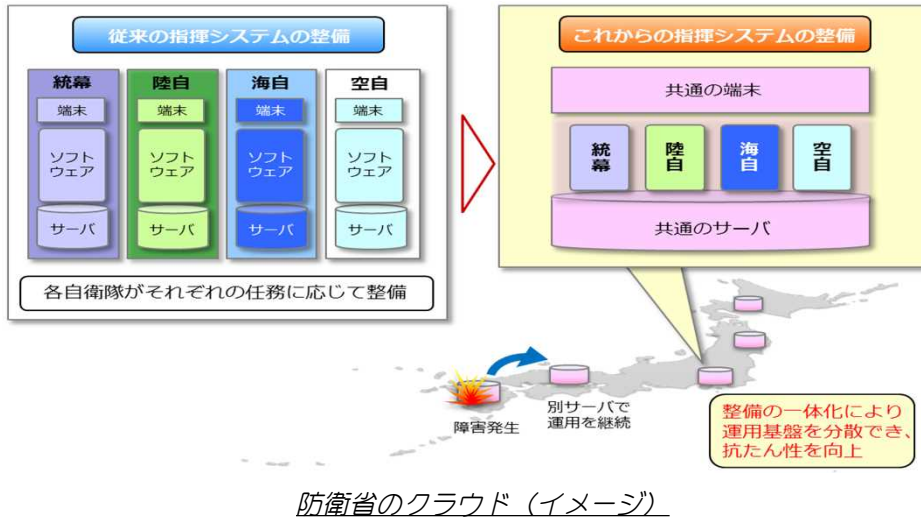 従来の指揮システムの整備
統幕
陸自
海自
空自
端末
端末
端末
端末
ソフト
ウェア
ソフト
ウェア
ソフト
ウェア
ソフト
ウェア
サーバ
サーバ
サーバ
サーバ
各自衛隊がそれぞれの任務に応じて整備
これからの指揮システムの整備
共通の端末
統幕
陸自
海自
空自
共通のサーバ
障害発生
別サーバで
運用を継続
整備の一体化により
運用基盤を分散でき、
抗たん性を向上
防衛省のクラウド（イメージ）